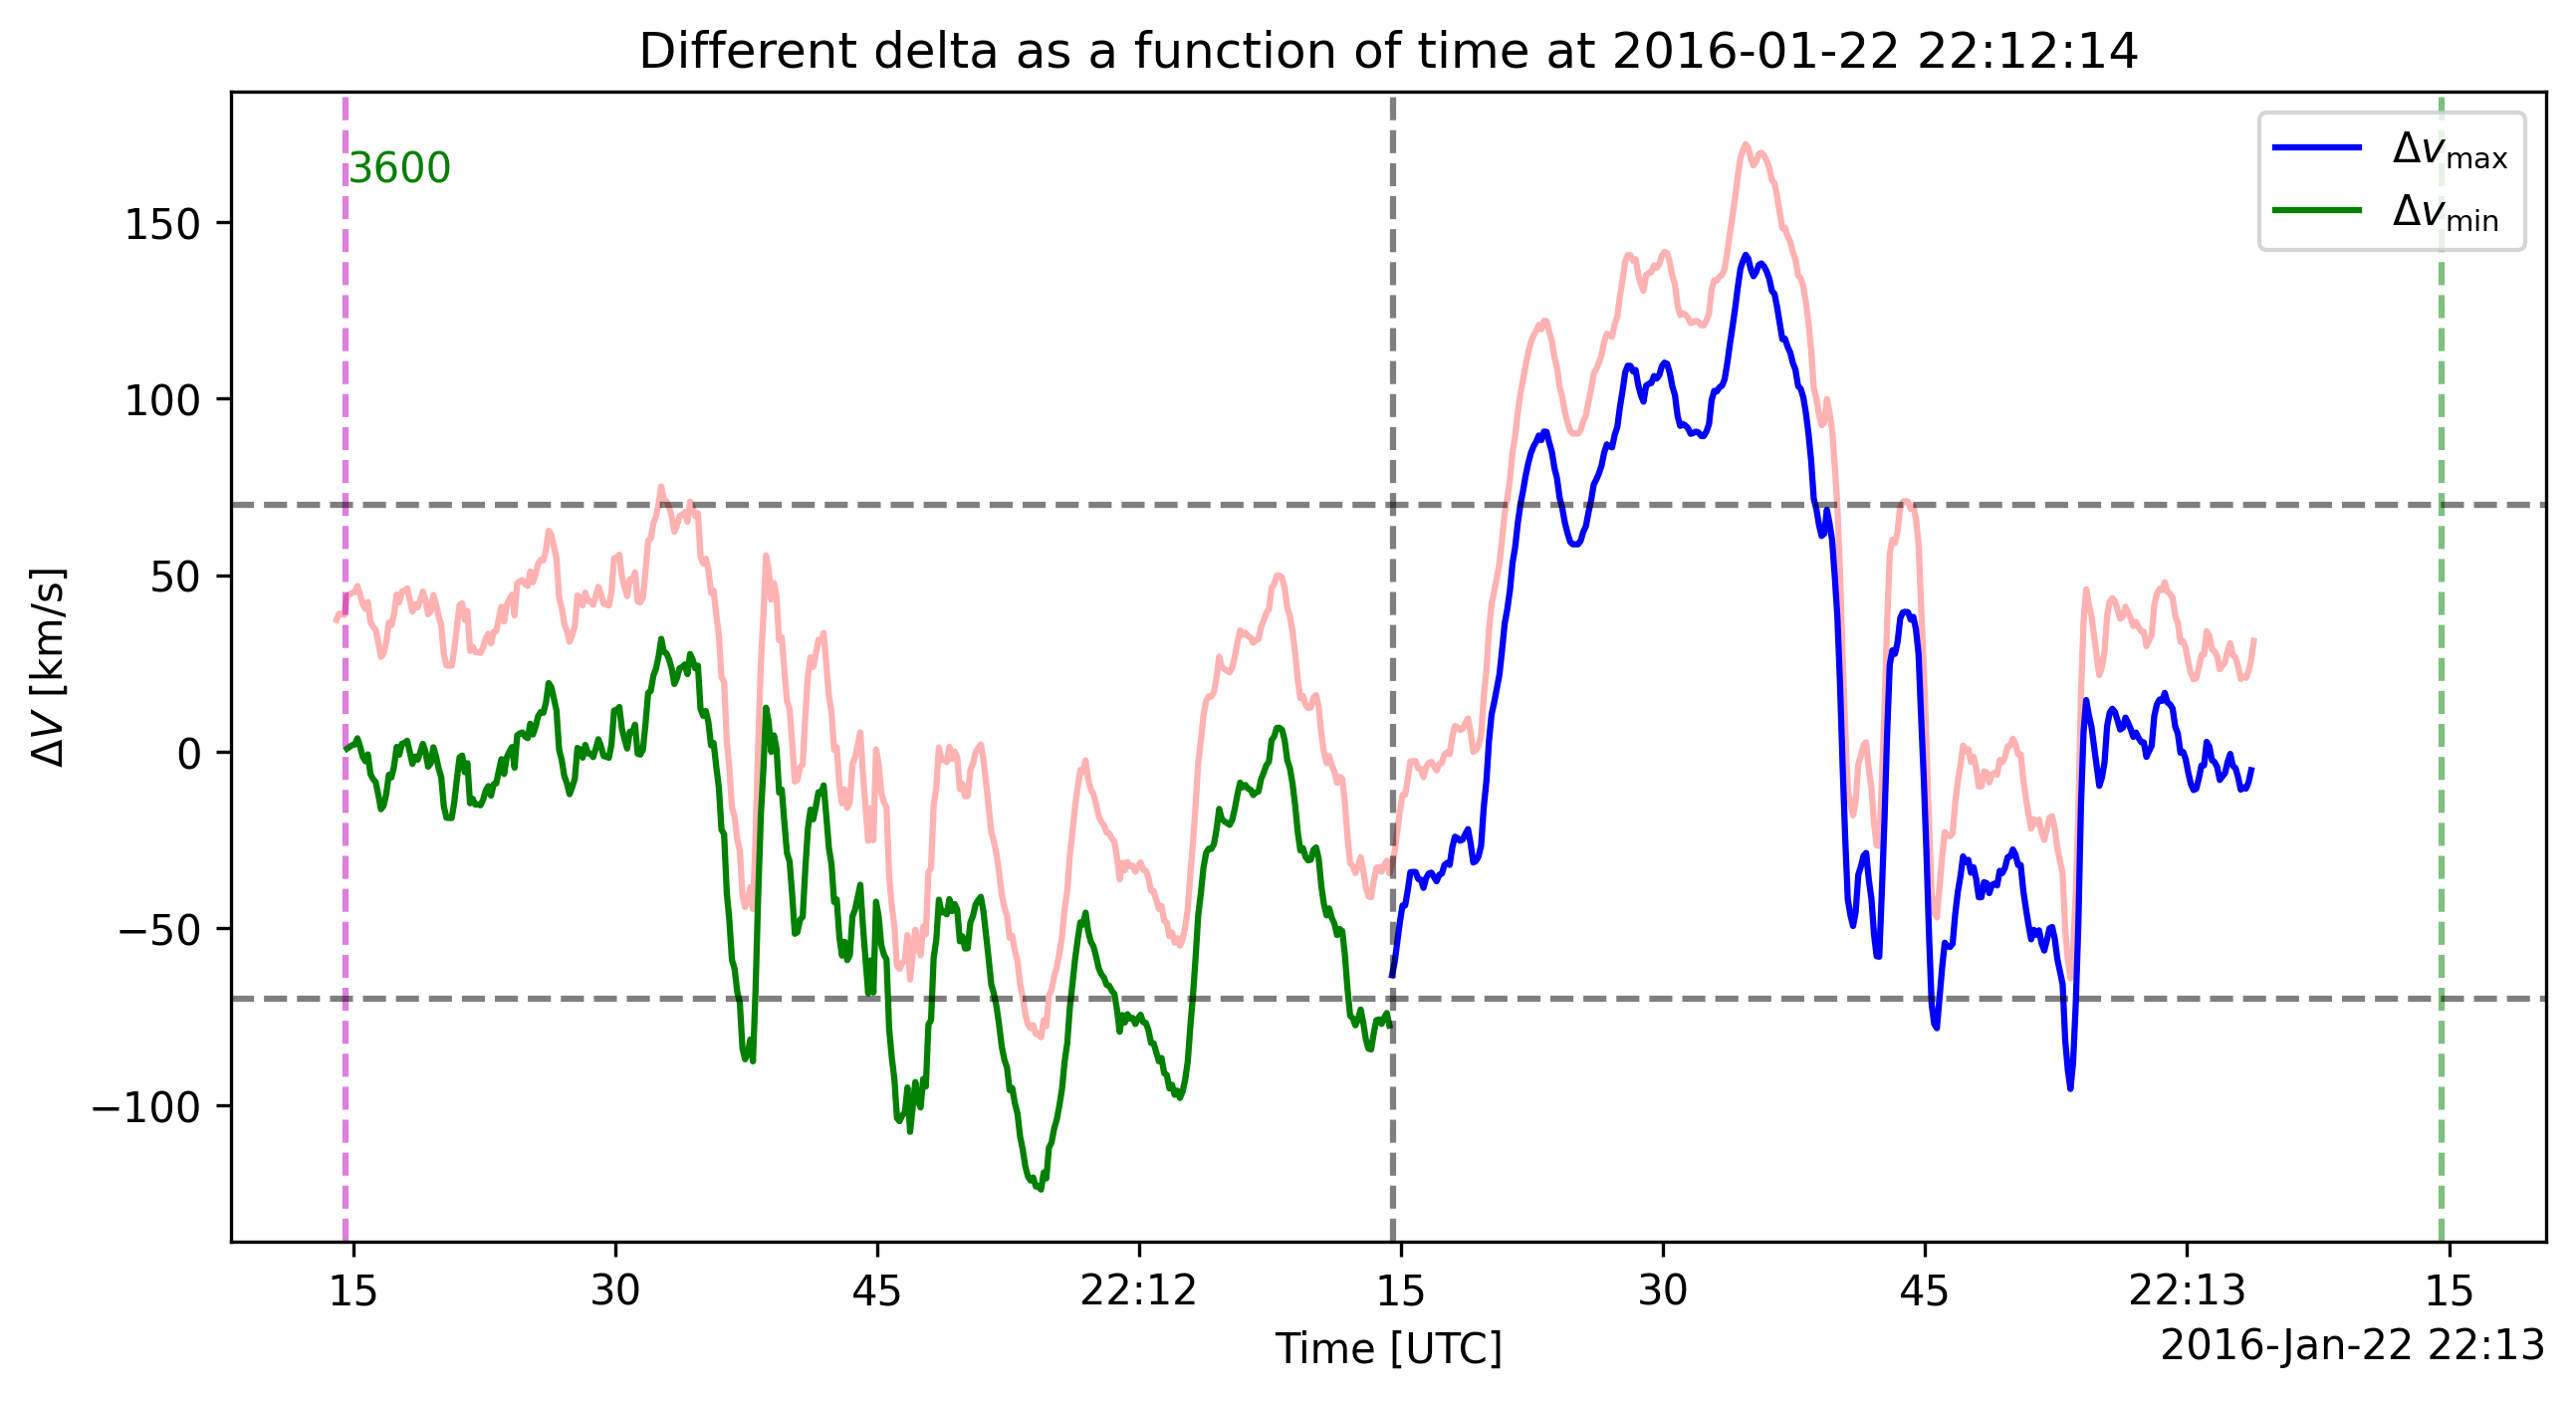 Different delta as a function of time at 2016-01-22 22:12:14
3600
Δv_max
Δv_min
150
100
50
0
−50
−100
ΔV [km/s]
15 30 45 22:12 15 30 45 22:13 15
Time [UTC]
2016-Jan-22 22:13